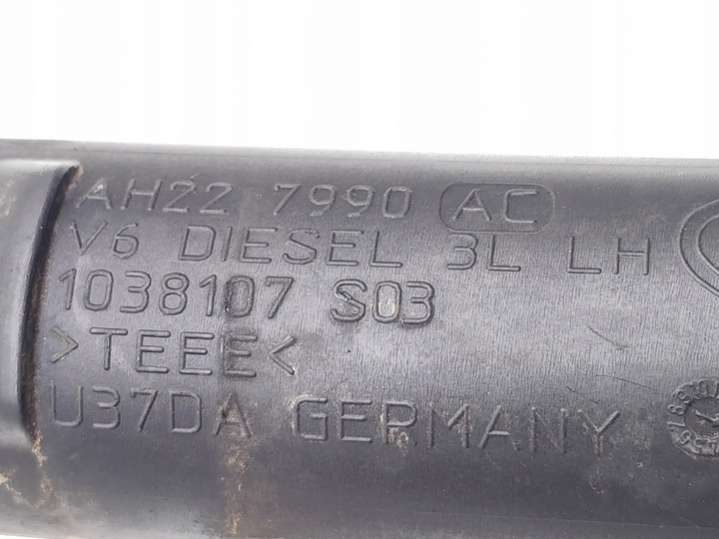 AH22 7990 AC
V6 DIESEL 3L LH
1038107 S03
>TEEE<
U37DA GERMANY